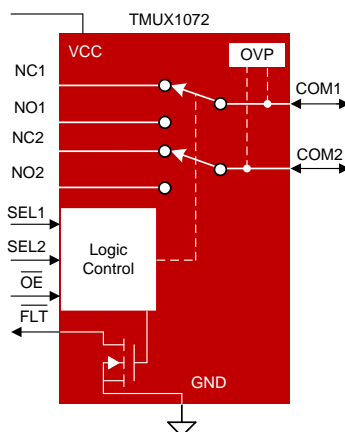 TMUX1072
VCC
OVP
NC1
COM1
NO1
NC2
COM2
NO2
SEL1
SEL2
Logic
Control
OE
FLT
GND